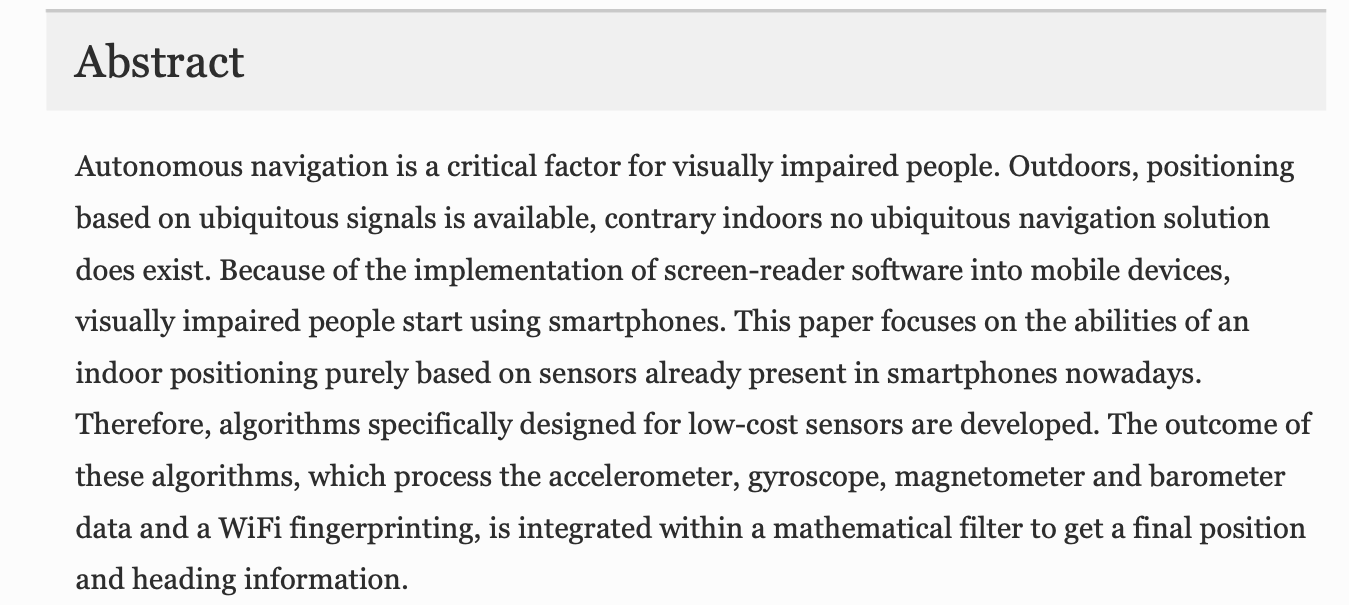 Abstract
Autonomous navigation is a critical factor for visually impaired people. Outdoors, positioning
based on ubiquitous signals is available, contrary indoors no ubiquitous navigation solution
does exist. Because of the implementation of screen-reader software into mobile devices,
visually impaired people start using smartphones. This paper focuses on the abilities of an
indoor positioning purely based on sensors already present in smartphones nowadays.
Therefore, algorithms specifically designed for low-cost sensors are developed. The outcome of
these algorithms, which process the accelerometer, gyroscope, magnetometer and barometer
data and a WiFi fingerprinting, is integrated within a mathematical filter to get a final position
and heading information.